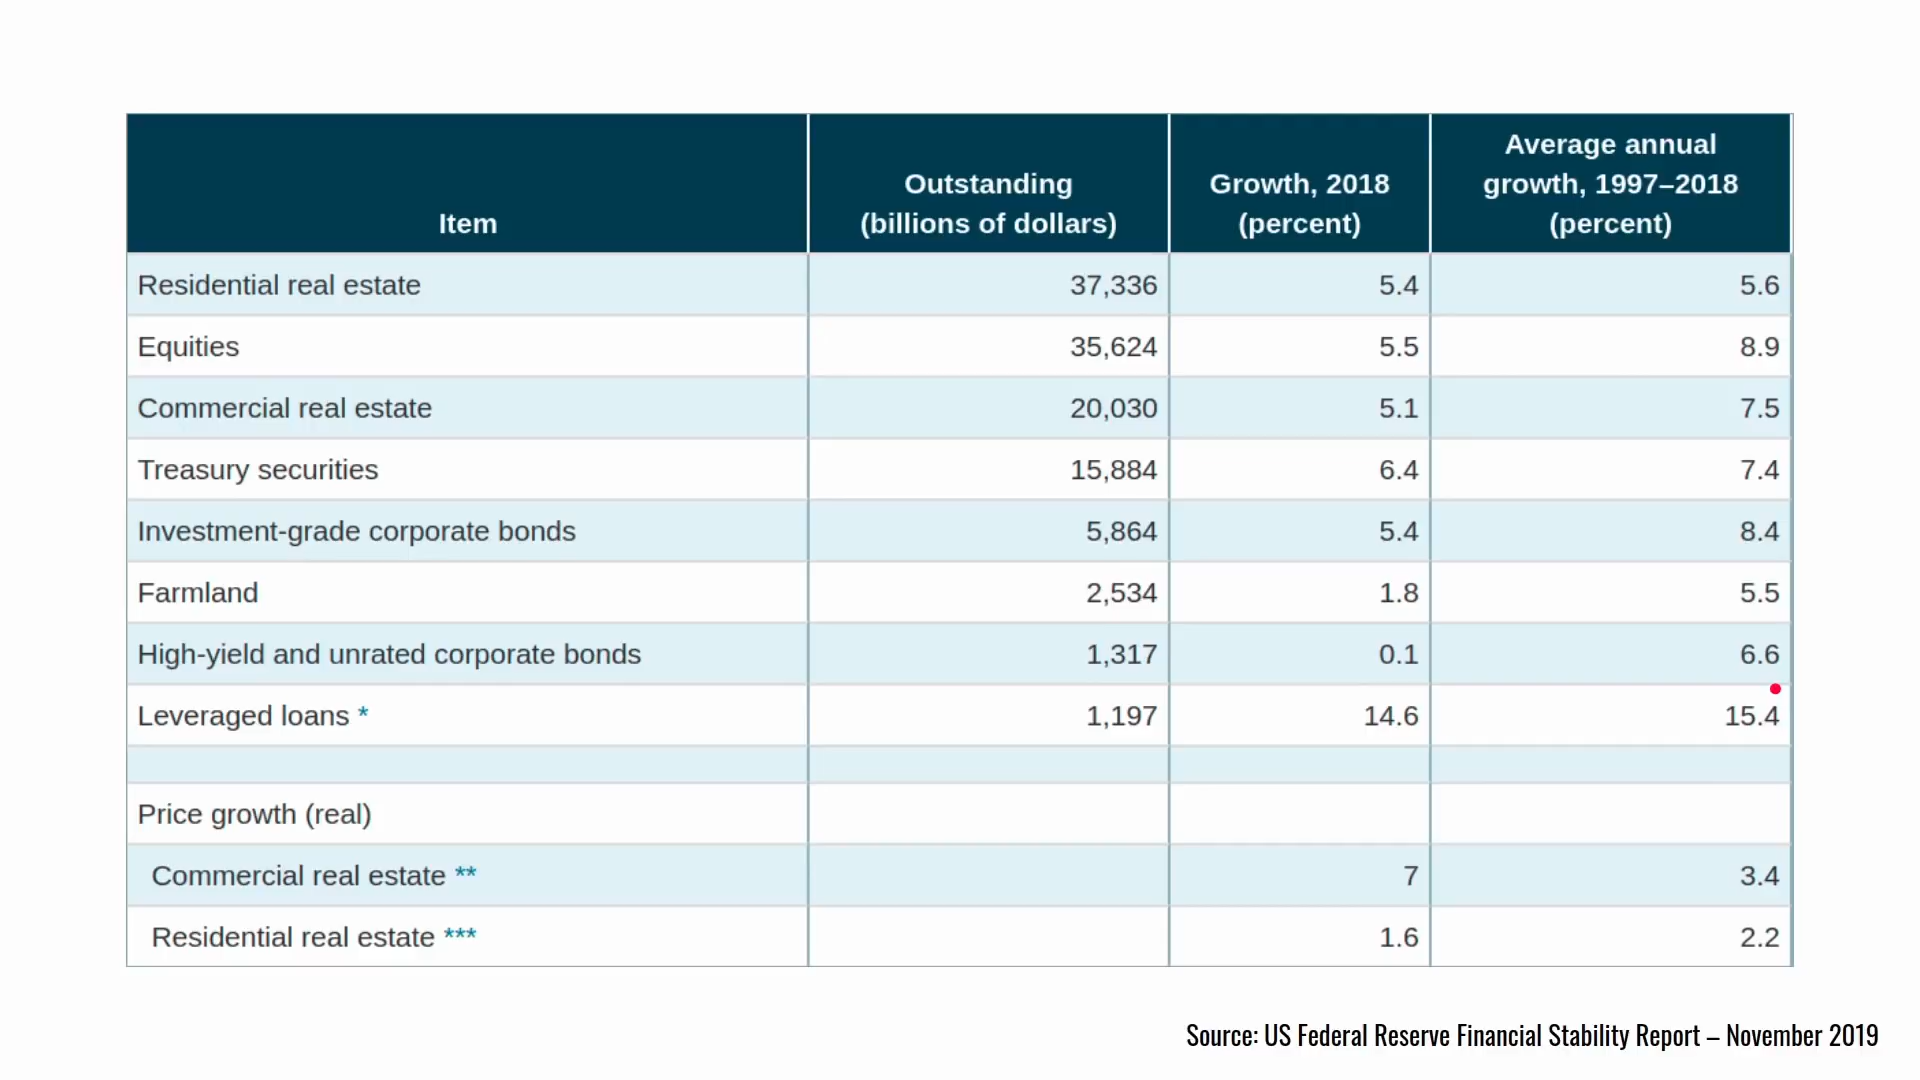 Item Outstanding (billions of dollars) Growth, 2018 (percent) Average annual growth, 1997–2018 (percent)
Residential real estate 37,336 5.4 5.6
Equities 35,624 5.5 8.9
Commercial real estate 20,030 5.1 7.5
Treasury securities 15,884 6.4 7.4
Investment-grade corporate bonds 5,864 5.4 8.4
Farmland 2,534 1.8 5.5
High-yield and unrated corporate bonds 1,317 0.1 6.6
Leveraged loans * 1,197 14.6 15.4
Price growth (real)
Commercial real estate ** 7 3.4
Residential real estate *** 1.6 2.2
Source: US Federal Reserve Financial Stability Report – November 2019